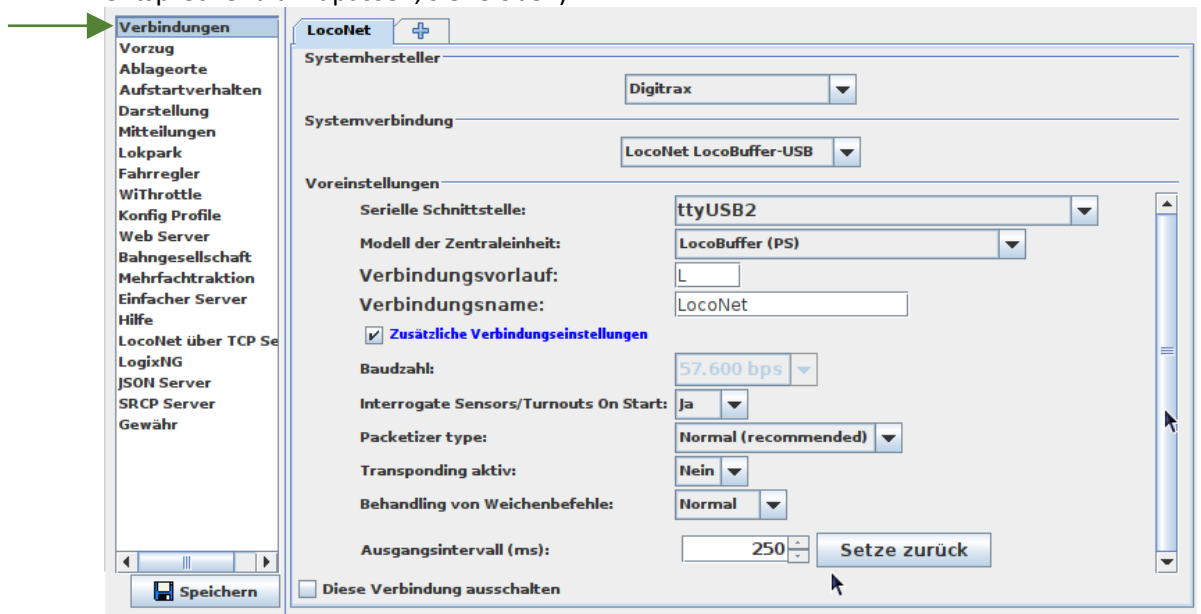 Verbindungen
Vorzug
Ablageorte
Aufstartverhalten
Darstellung
Mitteilungen
Lokpark
Fahrregler
WiThrottle
Konfig Profile
Web Server
Bahngesellschaft
Mehrfachtraktion
Einfacher Server
Hilfe
LocoNet über TCP Se
LogixNG
JSON Server
SRCP Server
Gewähr
Speichern
LocoNet
Systemhersteller
Digitrax
Systemverbindung
LocoNet LocoBuffer-USB
Voreinstellungen
Serielle Schnittstelle: ttyUSB2
Modell der Zentraleinheit: LocoBuffer (PS)
Verbindungsvorlauf: L
Verbindungsname: LocoNet
Zusätzliche Verbindungseinstellungen
Baudzahl: 57.600 bps
Interrogate Sensors/Turnouts On Start: Ja
Packetizer type: Normal (recommended)
Transponding aktiv: Nein
Behandling von Weichenbefehle: Normal
Ausgangsintervall (ms): 250 Setze zurück
Diese Verbindung ausschalten